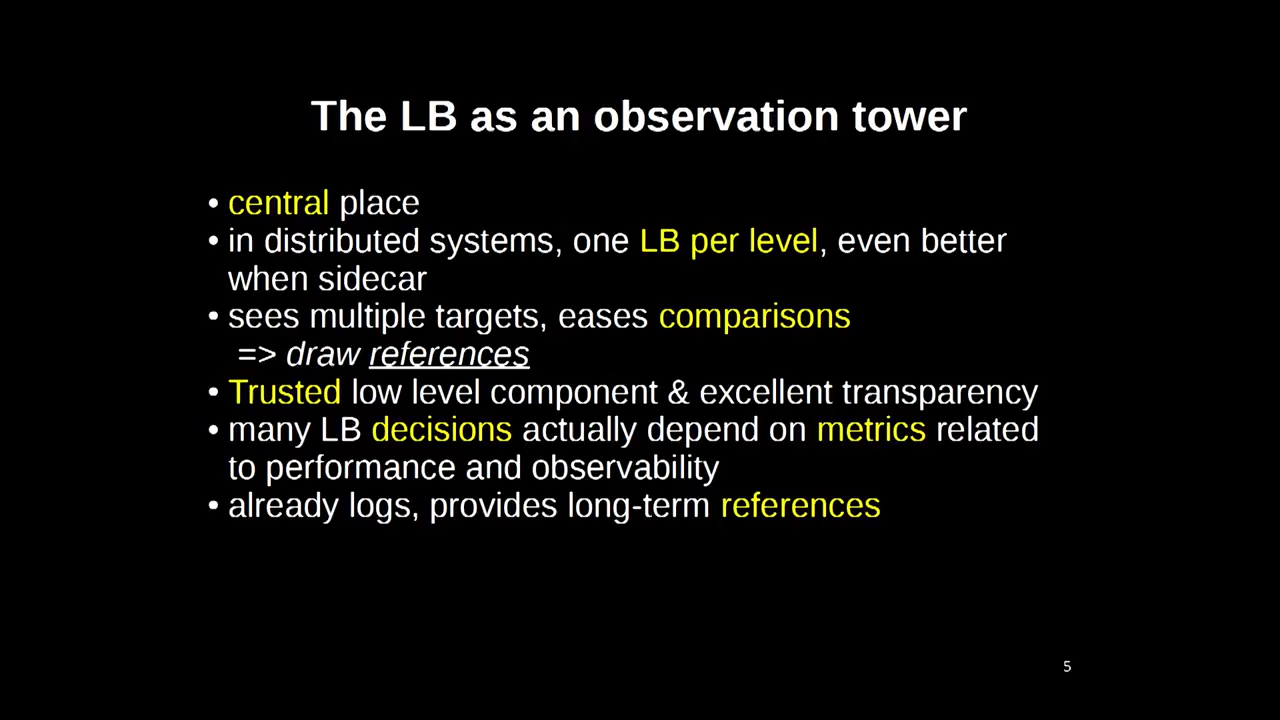 The LB as an observation tower
• central place
• in distributed systems, one LB per level, even better
when sidecar
• sees multiple targets, eases comparisons
=> draw references
• Trusted low level component & excellent transparency
• many LB decisions actually depend on metrics related
to performance and observability
• already logs, provides long-term references
5